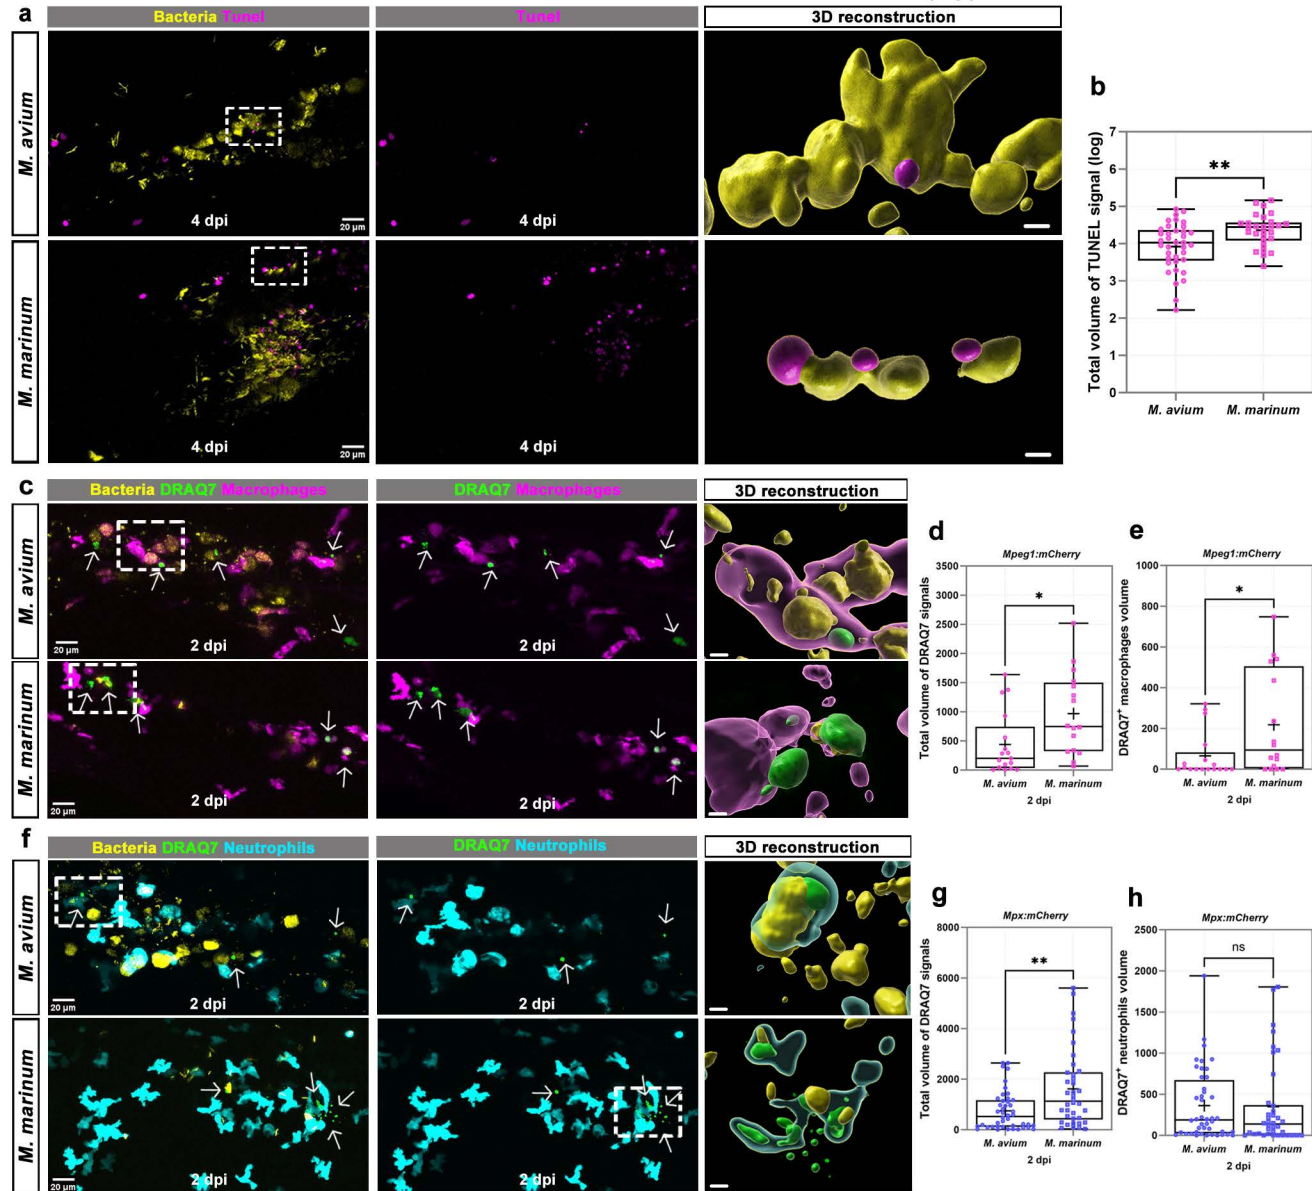 a
Bacteria Tunel
Tunel
3D reconstruction
M. avium
4 dpi
20 µm
4 dpi
M. marinum
4 dpi
20 µm
4 dpi
b
Total volume of TUNEL signal (log)
7
6
5
4
3
2
1
0
**
M. avium
M. marinum
c
Bacteria DRAQ7 Macrophages
DRAQ7 Macrophages
3D reconstruction
M. avium
20 µm
2 dpi
2 dpi
M. marinum
20 µm
2 dpi
2 dpi
d
Mpeg1:mCherry
Total volume of DRAQ7 signals
3500
3000
2500
2000
1500
1000
500
0
*
M. avium
M. marinum
2 dpi
e
Mpeg1:mCherry
DRAQ7+ macrophages volume
1000
800
600
400
200
0
*
M. avium
M. marinum
2 dpi
f
Bacteria DRAQ7 Neutrophils
DRAQ7 Neutrophils
3D reconstruction
M. avium
20 µm
2 dpi
2 dpi
M. marinum
20 µm
2 dpi
2 dpi
g
Mpx:mCherry
Total volume of DRAQ7 signals
8000
6000
4000
2000
0
**
M. avium
M. marinum
2 dpi
h
Mpx:mCherry
DRAQ7+ neutrophils volume
2500
2000
1500
1000
500
0
ns
M. avium
M. marinum
2 dpi